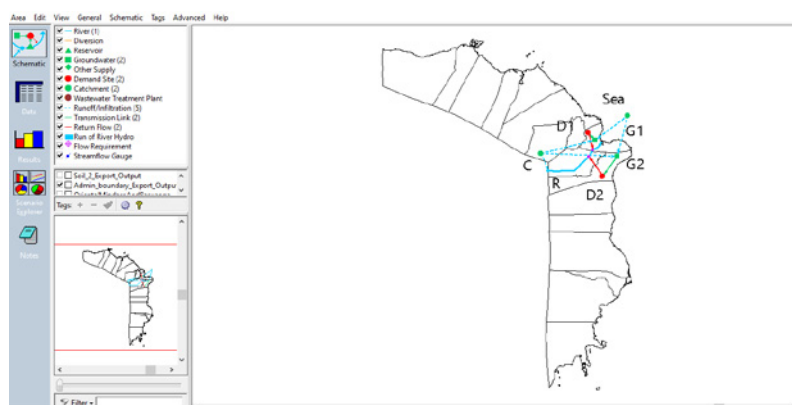 Area Edit View General Schematic Tags Advanced Help
Schematic
Data
Results
Scenario
Explorer
Notes
River (1)
Diversion
Reservoir
Groundwater (2)
Other Supply
Demand Site (2)
Catchment (2)
Wastewater Treatment Plant
Runoff/Infiltration (5)
Transmission Link (2)
Return Flow (2)
Run of River Hydro
Flow Requirement
Streamflow Gauge
Soil_2_Export_Output
Admin_boundary_Export_Outpu
Tags:
Filter
Sea
D1
G1
C
G2
R
D2